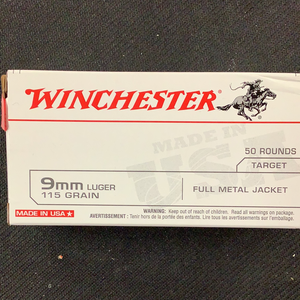 WINCHESTER
MADE IN
USA
50 ROUNDS
TARGET
9mm LUGER
115 GRAIN
FULL METAL JACKET
MADE IN USA★
WARNING: Keep out of reach of children. Read all warnings on package.
AVERTISSEMENT: Tenir hors de la portée des enfants. Lire tous les avertissements sur l'emballage.